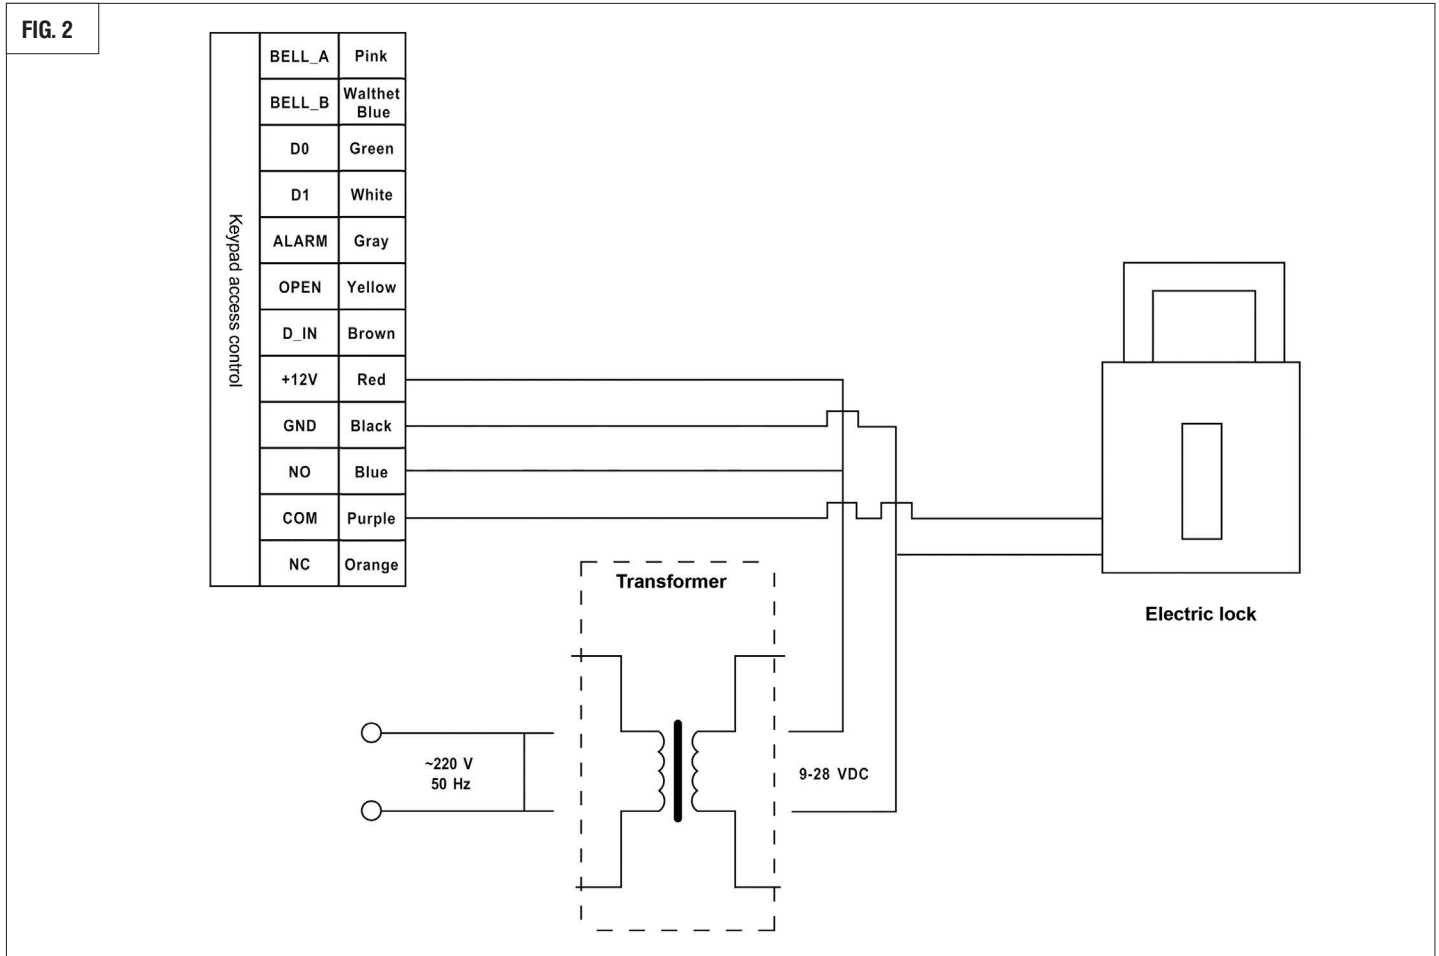 FIG. 2
Keypad access control
BELL_A Pink
BELL_B Walthet
Blue
D0 Green
D1 White
ALARM Gray
OPEN Yellow
D_IN Brown
+12V Red
GND Black
NO Blue
COM Purple
NC Orange
Transformer
Electric lock
~220 V
50 Hz
9-28 VDC